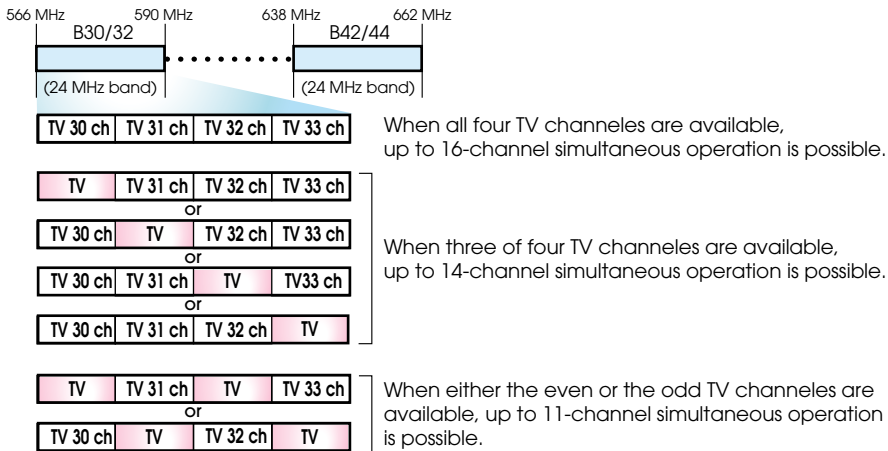 566 MHz 590 MHz 638 MHz 662 MHz
B30/32 B42/44
(24 MHz band) (24 MHz band)
TV 30 ch TV 31 ch TV 32 ch TV 33 ch
When all four TV channeles are available,
up to 16-channel simultaneous operation is possible.
TV TV 31 ch TV 32 ch TV 33 ch
or
TV 30 ch TV TV 32 ch TV 33 ch
or
TV 30 ch TV 31 ch TV TV33 ch
or
TV 30 ch TV 31 ch TV 32 ch TV
When three of four TV channeles are available,
up to 14-channel simultaneous operation is possible.
TV TV 31 ch TV TV 33 ch
or
TV 30 ch TV TV 32 ch TV
When either the even or the odd TV channeles are
available, up to 11-channel simultaneous operation
is possible.